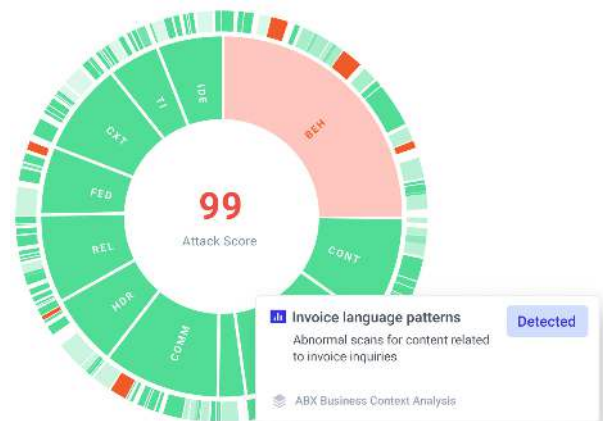 IDE
TI
BEH
CXT
FED
99
Attack Score
REL
CONT
HDR
COMM
Invoice language patterns
Detected
Abnormal scans for content related
to invoice inquiries
ABX Business Context Analysis